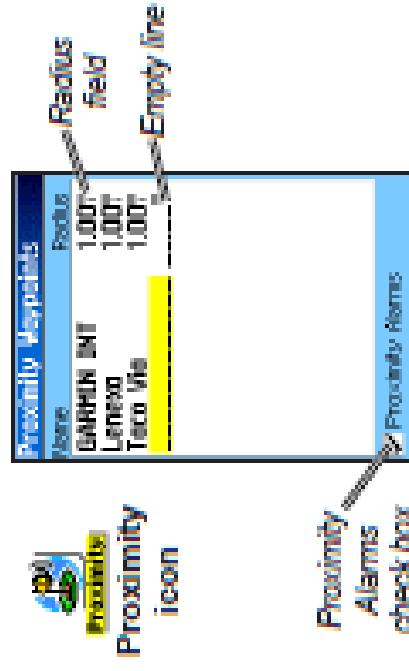 Proximity
Proximity
icon
Proximity Waypoints
Name Radius
GARMIN INT 1.00
Lenexa 1.00
Taco Via 1.00
Proximity Alarms
Radius
field
Empty line
Proximity
Alarms
check box